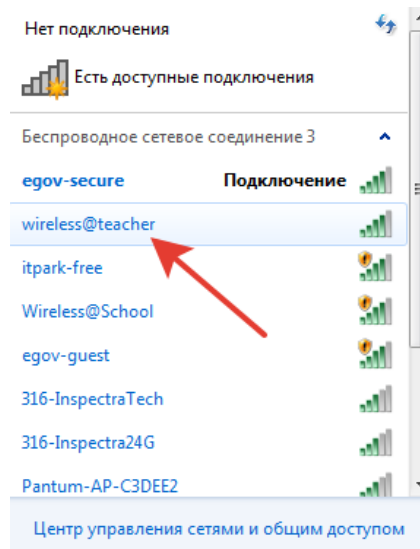 Нет подключения
Есть доступные подключения
Беспроводное сетевое соединение 3
egov-secure Подключение
wireless@teacher
itpark-free
Wireless@School
egov-guest
316-InspectraTech
316-Inspectra24G
Pantum-AP-C3DEE2
Центр управления сетями и общим доступом